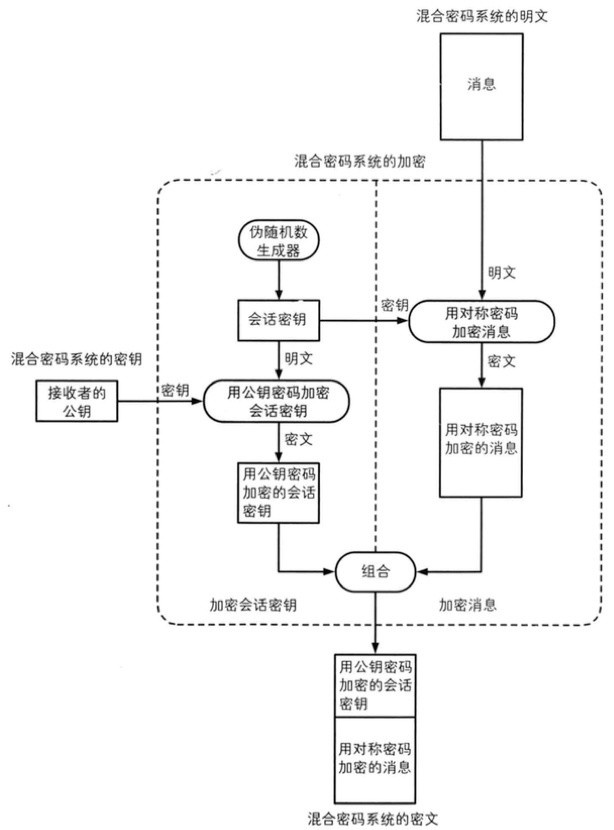 混合密码系统的明文
消息
混合密码系统的加密
伪随机数
生成器
明文
会话密钥
密钥
用对称密码
加密消息
混合密码系统的密钥
明文
密文
接收者的
公钥
密钥
用公钥密码加密
会话密钥
用对称密码
加密的消息
密文
用公钥密码
加密的会话
密钥
组合
加密会话密钥
加密消息
用公钥密码
加密的会话
密钥
用对称密码
加密的消息
混合密码系统的密文